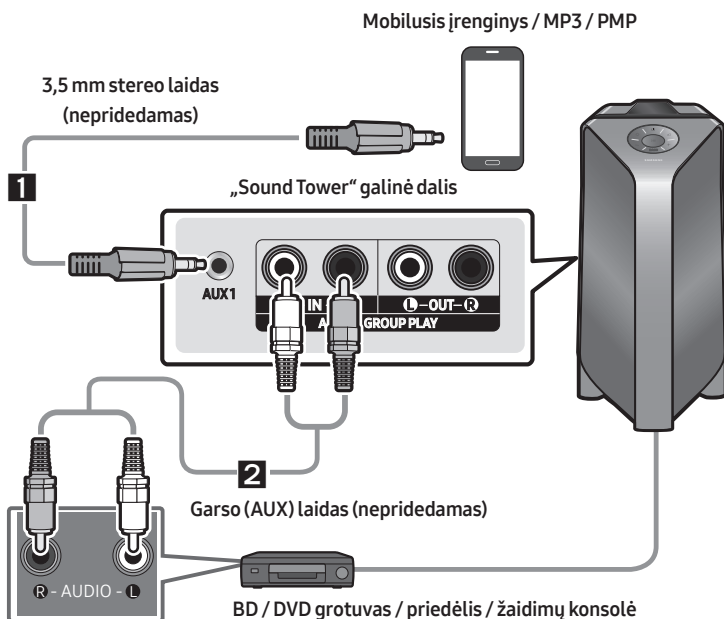 Mobilusis įrenginys / MP3 / PMP
3,5 mm stereo laidas
(nepridedamas)
1
„Sound Tower“ galinė dalis
AUX1
IN
L-OUT-R
GROUP PLAY
2
Garso (AUX) laidas (nepridedamas)
R - AUDIO - L
BD / DVD grotuvas / priedėlis / žaidimų konsolė